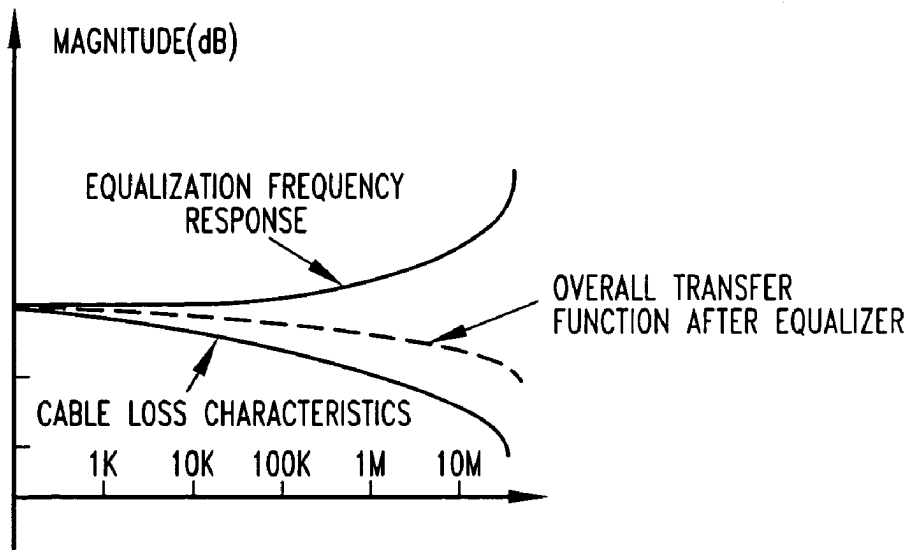 MAGNITUDE(dB)
EQUALIZATION FREQUENCY
RESPONSE
OVERALL TRANSFER
FUNCTION AFTER EQUALIZER
CABLE LOSS CHARACTERISTICS
1K 10K 100K 1M 10M